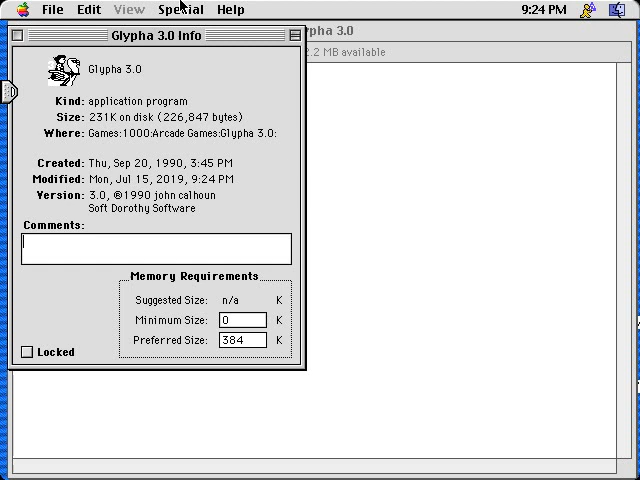 File Edit View Special Help 9:24 PM
Glypha 3.0 Info
ypha 3.0
2.2 MB available
Glypha 3.0
Kind: application program
Size: 231K on disk (226,847 bytes)
Where: Games:1000:Arcade Games:Glypha 3.0:
Created: Thu, Sep 20, 1990, 3:45 PM
Modified: Mon, Jul 15, 2019, 9:24 PM
Version: 3.0, ©1990 john calhoun
Soft Dorothy Software
Comments:
Memory Requirements
Suggested Size: n/a K
Minimum Size: 0 K
Preferred Size: 384 K
Locked